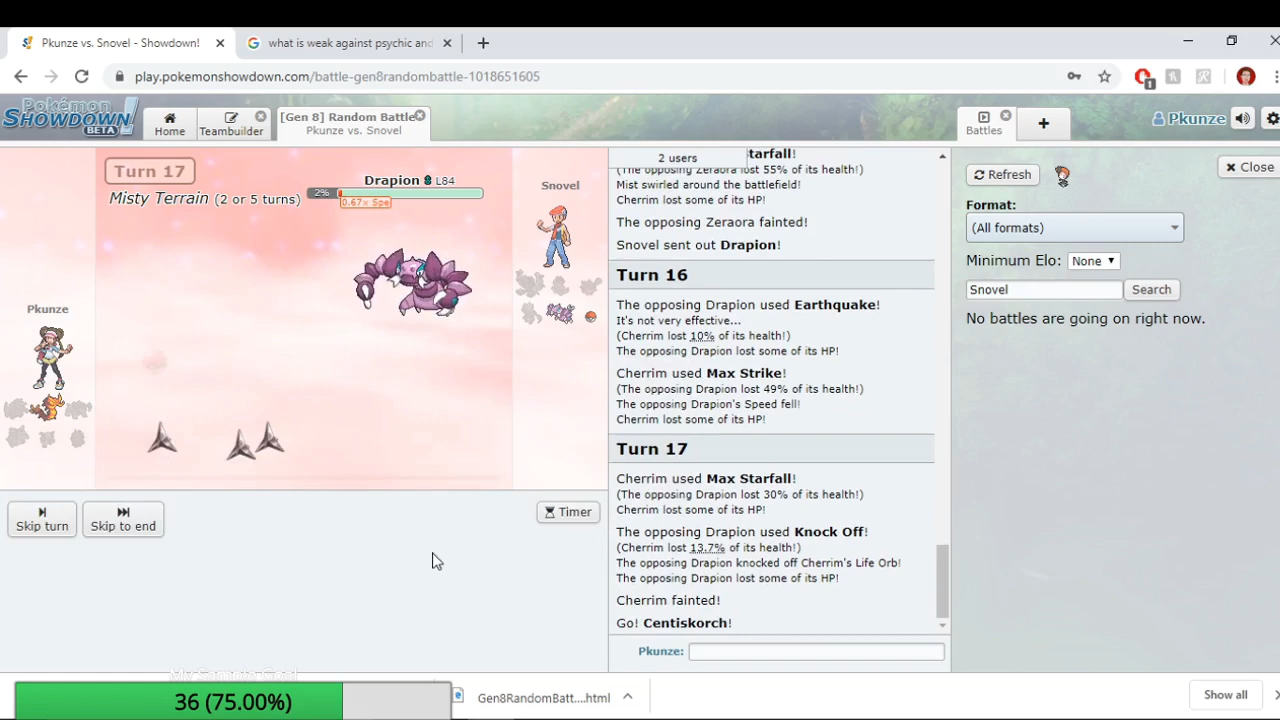 Pkunze vs. Snovel - Showdown!
what is weak against psychic and
play.pokemonshowdown.com/battle-gen8randombattle-1018651605
1
Pokémon
SHOWDOWN!
BETA
Home
Teambuilder
[Gen 8] Random Battle
Pkunze vs. Snovel
Battles
Pkunze
Turn 17
Misty Terrain (2 or 5 turns)
Drapion L84
2%
0.67× Spe
Snovel
Pkunze
2 users
starfall!
(The opposing Zeraora lost 55% of its health!)
Mist swirled around the battlefield!
Cherrim lost some of its HP!
The opposing Zeraora fainted!
Snovel sent out Drapion!
Turn 16
The opposing Drapion used Earthquake!
It's not very effective...
(Cherrim lost 10% of its health!)
The opposing Drapion lost some of its HP!
Cherrim used Max Strike!
(The opposing Drapion lost 49% of its health!)
The opposing Drapion's Speed fell!
Cherrim lost some of its HP!
Turn 17
Cherrim used Max Starfall!
(The opposing Drapion lost 30% of its health!)
Cherrim lost some of its HP!
The opposing Drapion used Knock Off!
(Cherrim lost 13.7% of its health!)
The opposing Drapion knocked off Cherrim's Life Orb!
The opposing Drapion lost some of its HP!
Cherrim fainted!
Go! Centiskorch!
Pkunze:
Refresh
Close
Format:
(All formats)
Minimum Elo: None
Snovel
Search
No battles are going on right now.
Skip turn
Skip to end
Timer
My Sample Goal
36 (75.00%)
Gen8RandomBatt....html
Show all